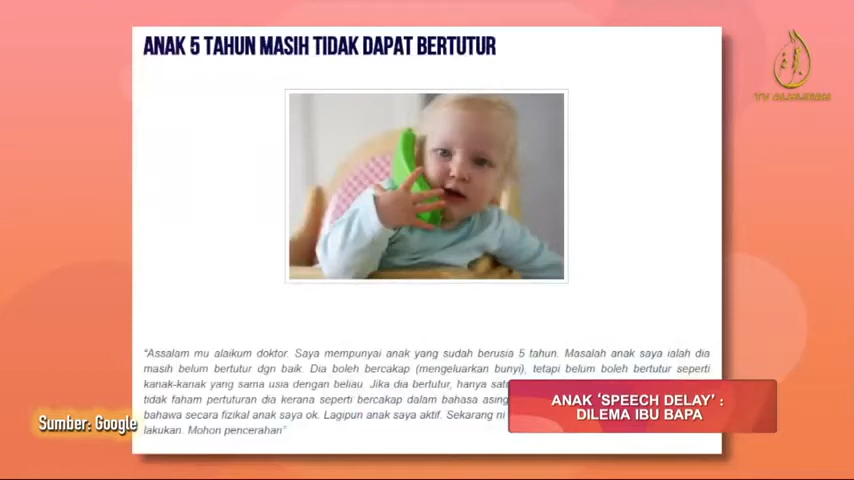 ANAK 5 TAHUN MASIH TIDAK DAPAT BERTUTUR
TV ALHIJRAH
"Assalam mu alaikum doktor. Saya mempunyai anak yang sudah berusia 5 tahun. Masalah anak saya ialah dia
masih belum bertutur dgn baik. Dia boleh bercakap (mengeluarkan bunyi), tetapi belum boleh bertutur seperti
kanak-kanak yang sama usia dengan beliau. Jika dia bertutur, hanya
tidak faham pertuturan dia kerana seperti bercakap dalam bahasa asing
bahawa secara fizikal anak saya ok. Lagipun anak saya aktif. Sekarang ni
lakukan. Mohon pencerahan"
ANAK 'SPEECH DELAY' :
DILEMA IBU BAPA
Sumber: Google